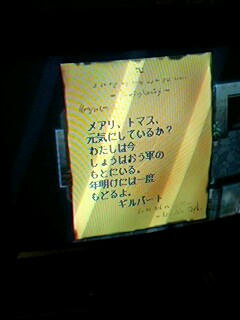 メアリ、トマス、
元気にしているか？
わたしは今
しょうはおう軍の
もとにいる。
年明けには一度
もどるよ。
ギルバート